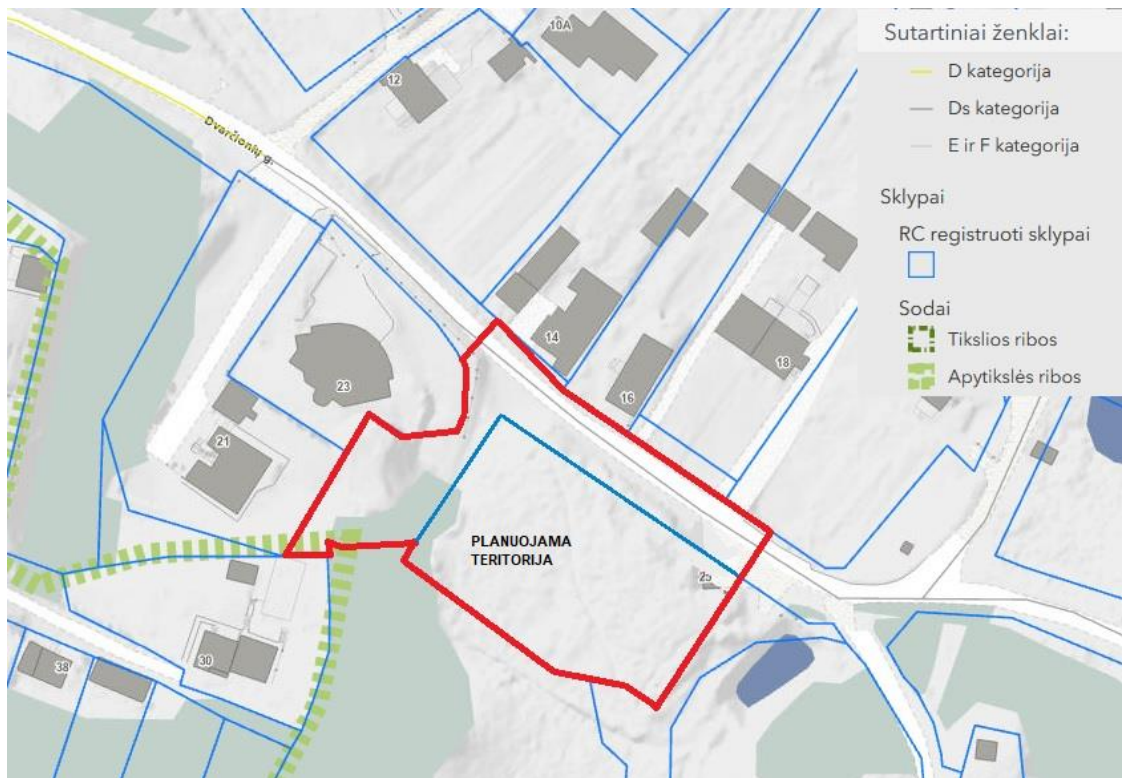 10A
12
Dvarčionių g.
14
16
18
23
21
25
PLANUOJAMA
TERITORIJA
30
38
Sutartiniai ženklai:
D kategorija
Ds kategorija
E ir F kategorija
Sklypai
RC registruoti sklypai
Sodai
Tikslios ribos
Apytikslės ribos